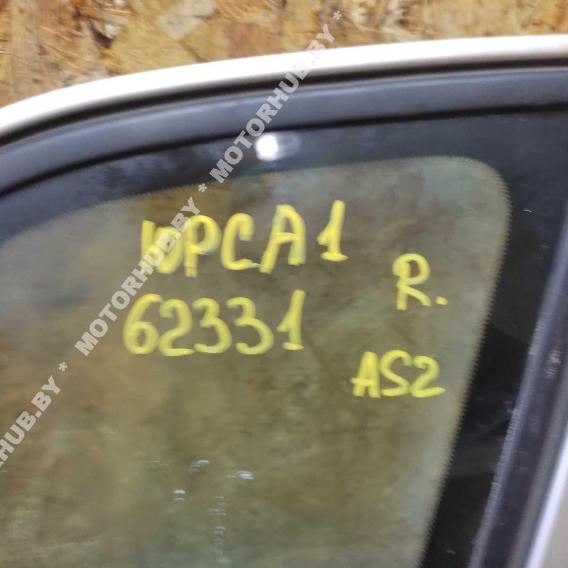 ЮРСА1
62331
R.
AS2
* MOTORHUB.BY * MOTORHUB.BY * MOTORHUB.BY